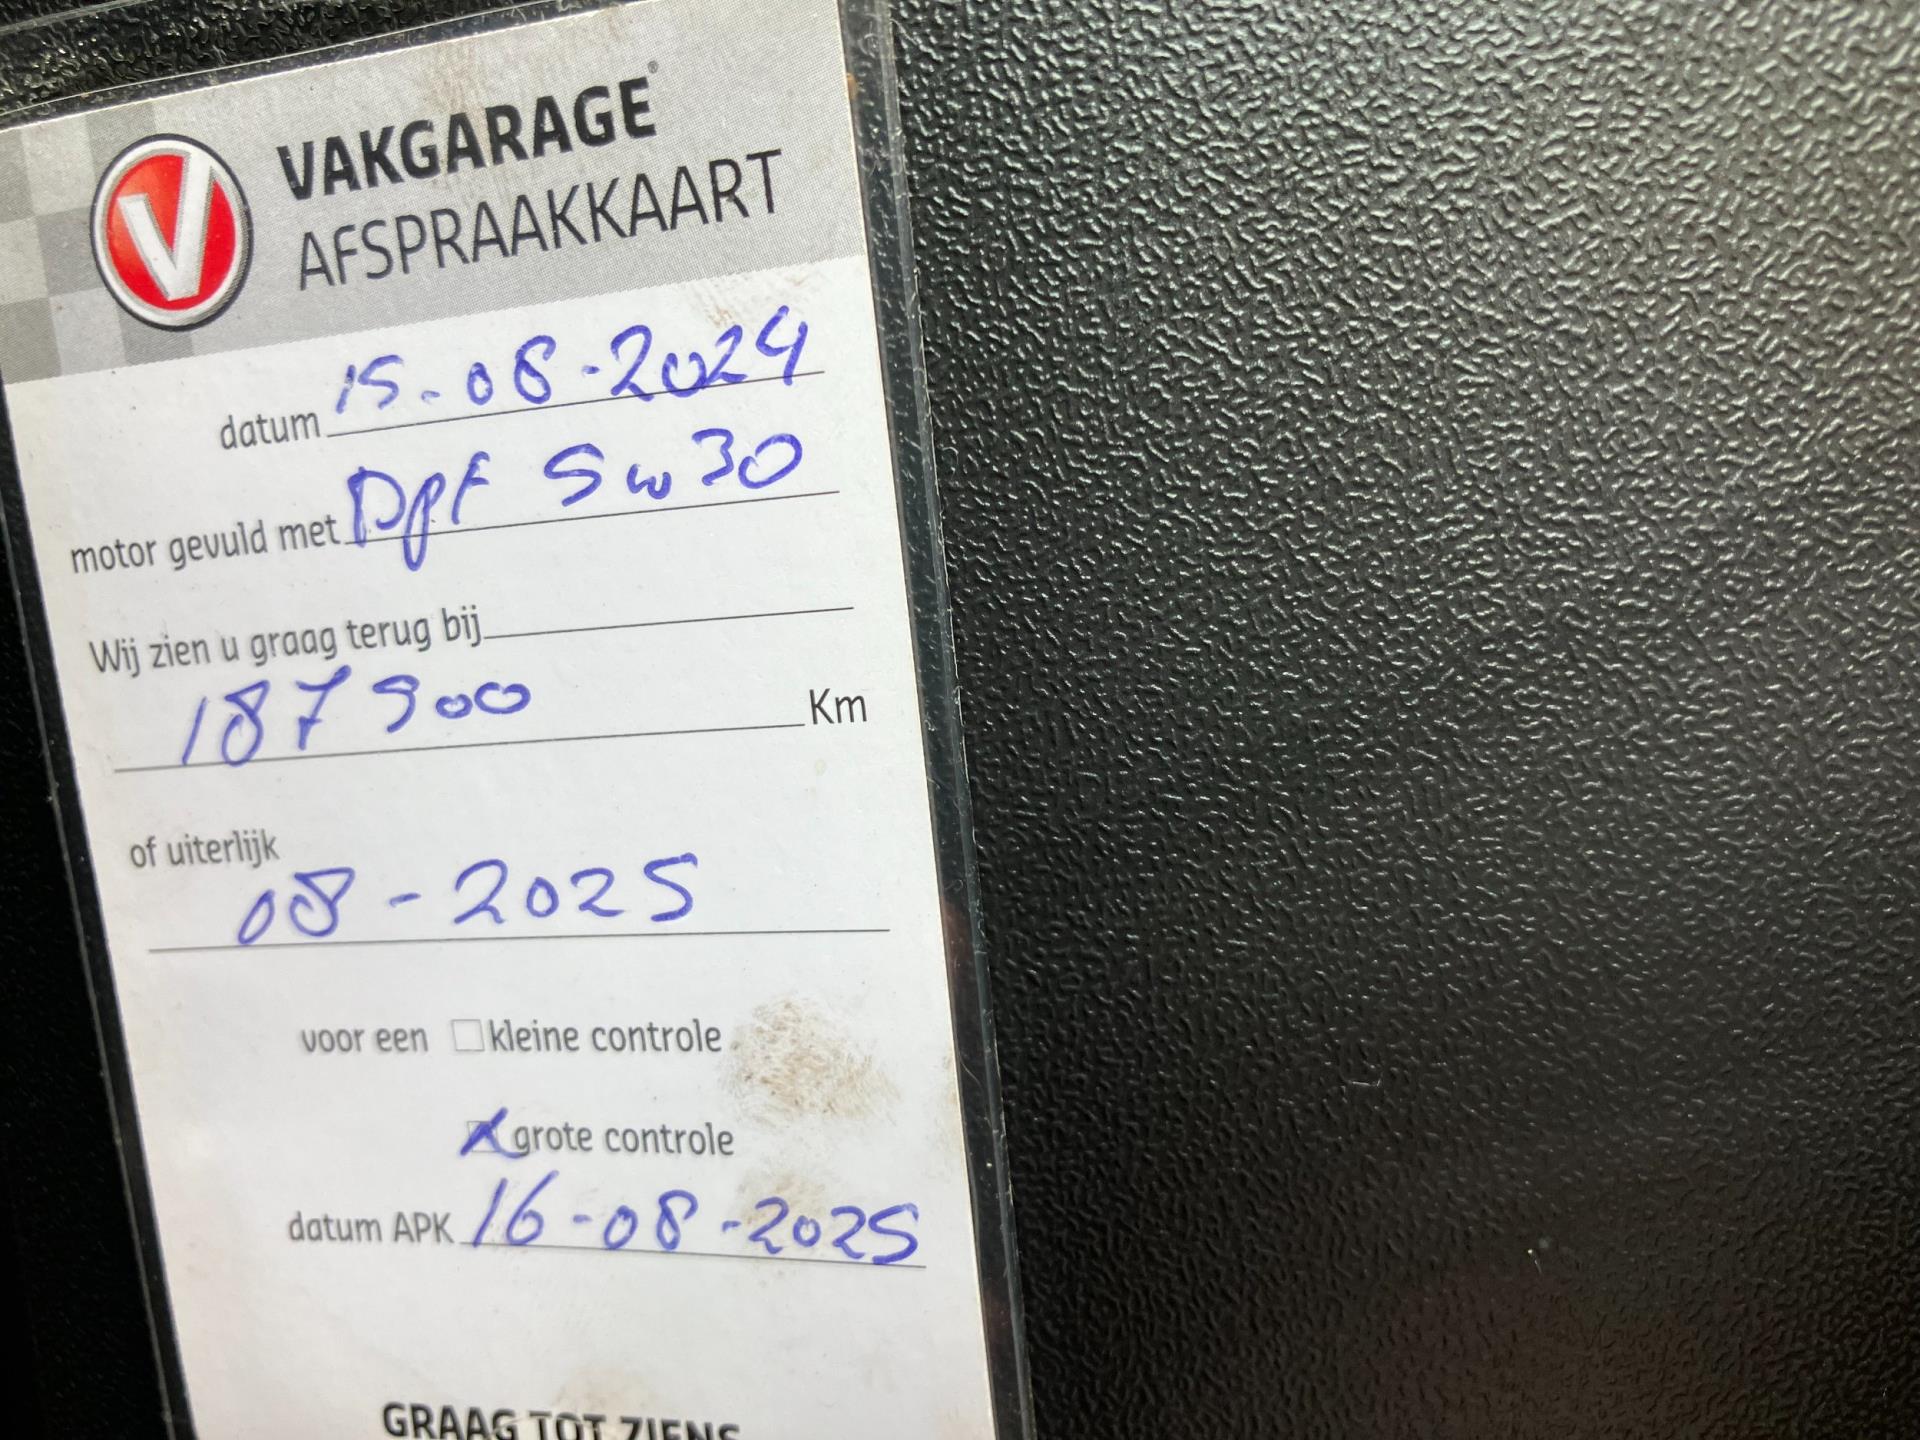 VAKGARAGE®
AFSPRAAKKAART
datum 15-08-2024
motor gevuld met Dpf 5w30
Wij zien u graag terug bij
187500 Km
of uiterlijk
08-2025
voor een kleine controle
X grote controle
datum APK 16-08-2025
GRAAG TOT ZIENS